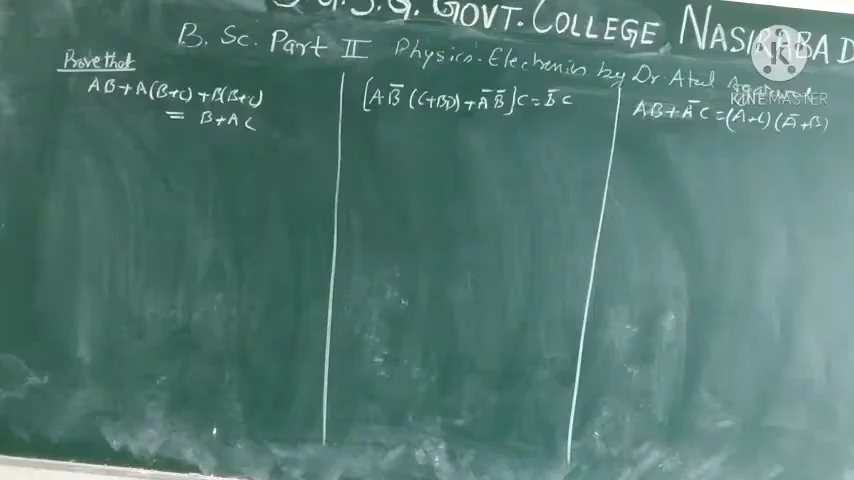 GOVT. COLLEGE, NASIRABAD
B. Sc. Part II Physics - Electronics by Dr. Atul Agarwal
KINEMASTER
Prove that
AB + A(B+C) + B(B+C)
= B + AC
[AB̅ (C+BD) + A̅ B̅] C = B̅ C
AB + A̅ C = (A+C) (A̅ + B)